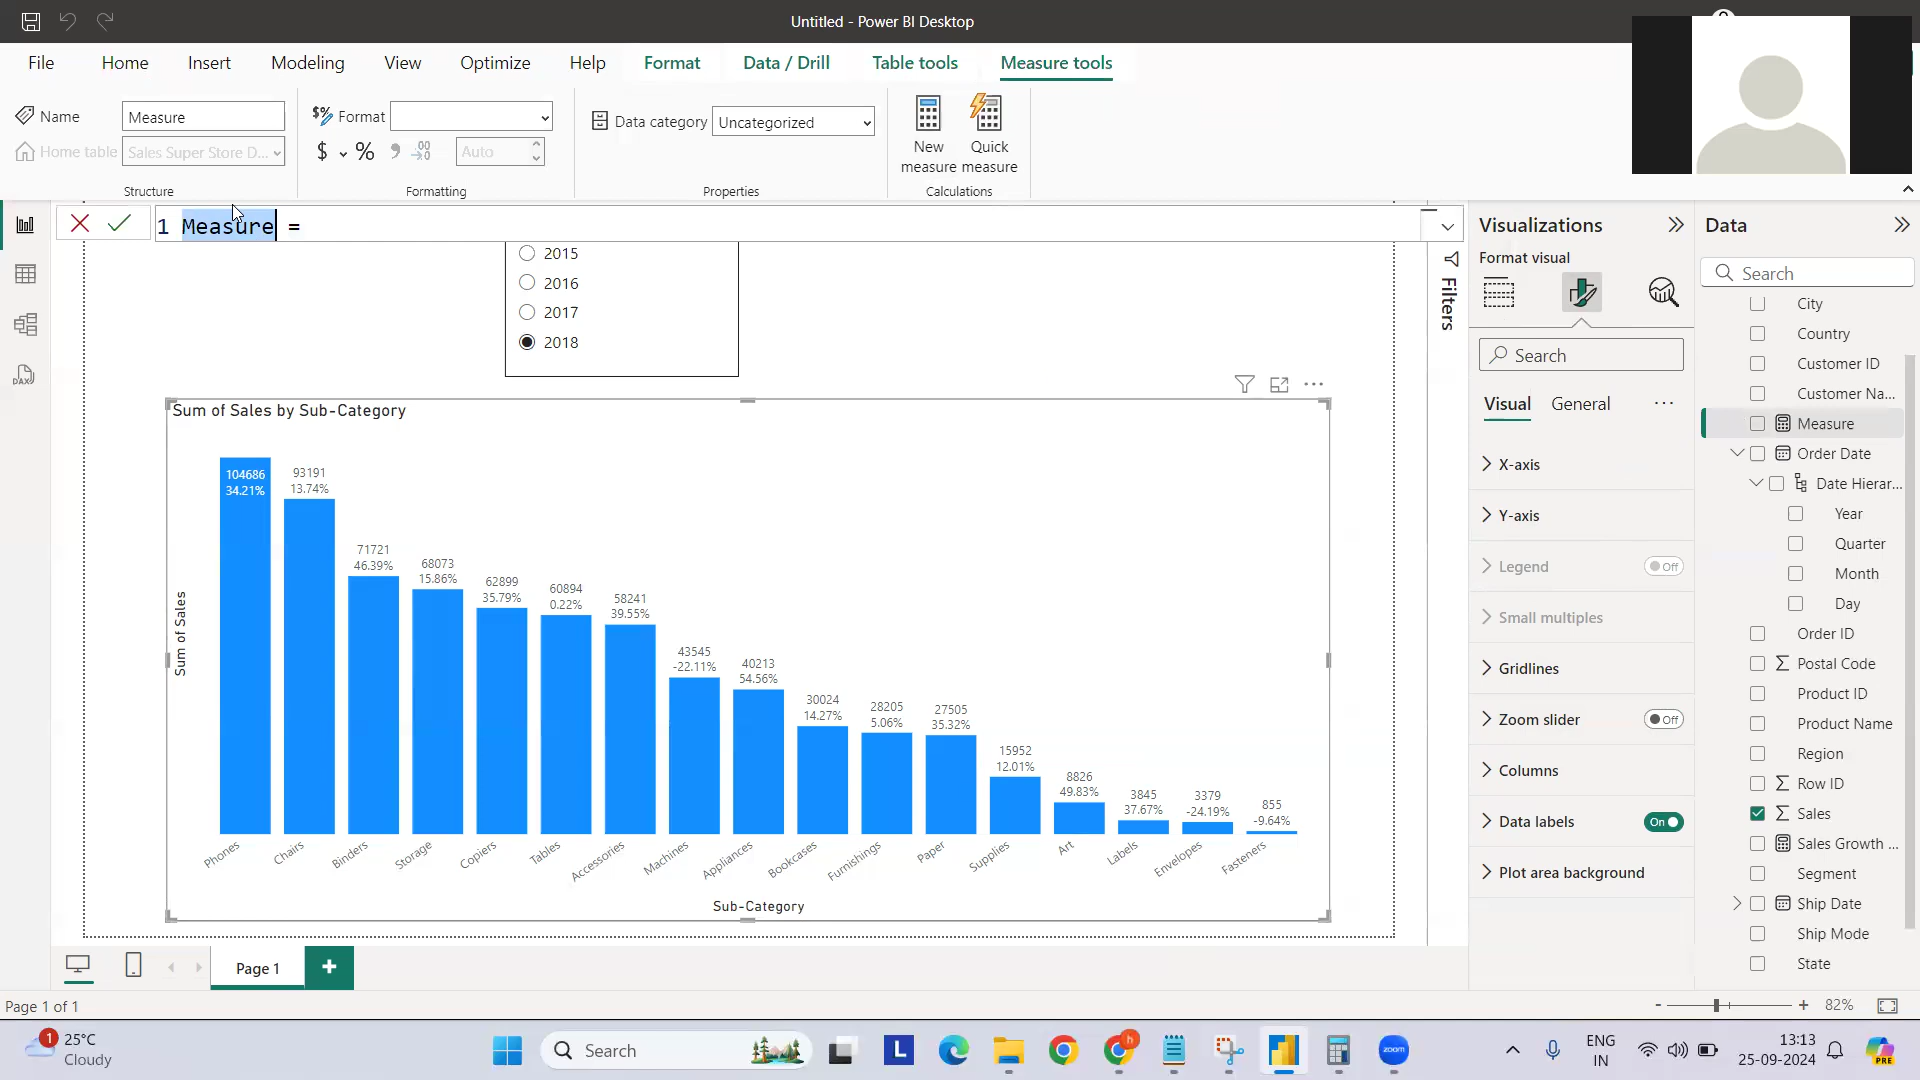 Untitled - Power BI Desktop
File
Home
Insert
Modeling
View
Optimize
Help
Format
Data / Drill
Table tools
Measure tools
Name
Measure
Home table
Sales Super Store D...
Structure
Format
$
%
Auto
Formatting
Data category
Uncategorized
Properties
New measure
Quick measure
Calculations
1 Measure =
2015
2016
2017
2018
Sum of Sales by Sub-Category
Sum of Sales
104686
34.21%
93191
13.74%
71721
46.39%
68073
15.86%
62899
35.79%
60894
0.22%
58241
39.55%
43545
-22.11%
40213
54.56%
30024
14.27%
28205
5.06%
27505
35.32%
15952
12.01%
8826
49.83%
3845
37.67%
3379
-24.19%
855
-9.64%
Phones
Chairs
Binders
Storage
Copiers
Tables
Accessories
Machines
Appliances
Bookcases
Furnishings
Paper
Supplies
Art
Labels
Envelopes
Fasteners
Sub-Category
Filters
Visualizations
Format visual
Search
Visual
General
X-axis
Y-axis
Legend
Off
Small multiples
Gridlines
Zoom slider
Off
Columns
Data labels
On
Plot area background
Data
Search
City
Country
Customer ID
Customer Na...
Measure
Order Date
Date Hierar...
Year
Quarter
Month
Day
Order ID
Postal Code
Product ID
Product Name
Region
Row ID
Sales
Sales Growth ...
Segment
Ship Date
Ship Mode
State
DAX
Page 1
Page 1 of 1
- + 82%
1
25°C
Cloudy
Search
L
h
zoom
ENG
IN
13:13
25-09-2024
PRE